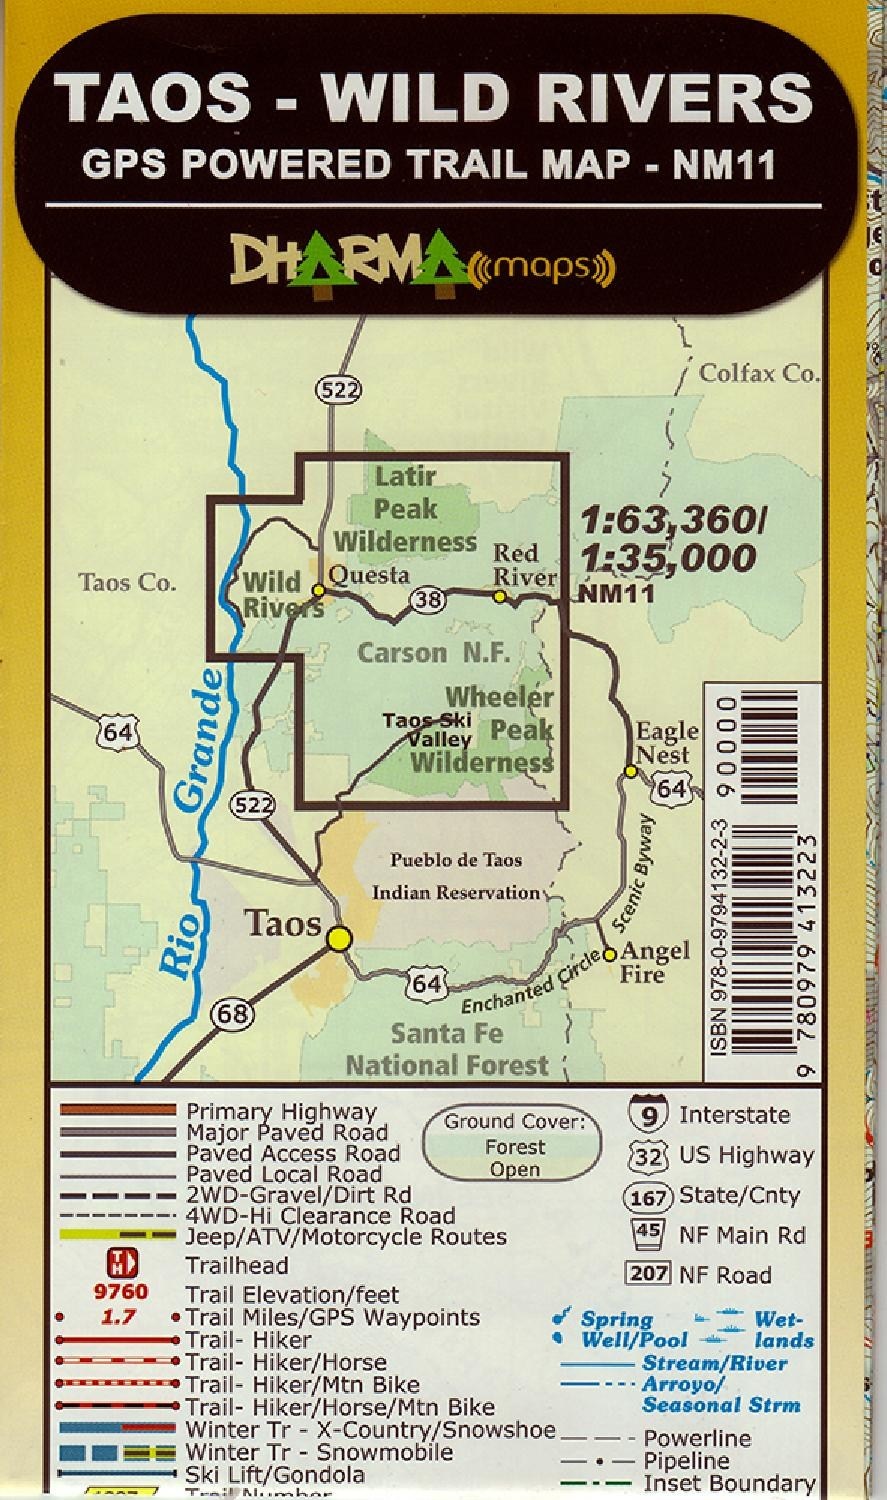 TAOS - WILD RIVERS
GPS POWERED TRAIL MAP - NM11
DHARMA maps
Colfax Co.
522
Latir
Peak
Wilderness
1:63,360/
1:35,000
NM11
Red
River
Taos Co.
Questa
Wild
Rivers
38
Carson N.F.
Wheeler
Peak
Wilderness
Taos Ski
Valley
Rio Grande
64
Eagle
Nest
64
522
Scenic Byway
Pueblo de Taos
Indian Reservation
Taos
Angel
Fire
64
Enchanted Circle
68
Santa Fe
National Forest
90000
ISBN 978-0-9794132-2-3
9 780979 413223
Primary Highway
Major Paved Road
Paved Access Road
Paved Local Road
2WD-Gravel/Dirt Rd
4WD-Hi Clearance Road
Jeep/ATV/Motorcycle Routes
TH Trailhead
9760 Trail Elevation/feet
1.7 Trail Miles/GPS Waypoints
Trail- Hiker
Trail- Hiker/Horse
Trail- Hiker/Mtn Bike
Trail- Hiker/Horse/Mtn Bike
Winter Tr - X-Country/Snowshoe
Winter Tr - Snowmobile
Ski Lift/Gondola
Trail Number
Ground Cover:
Forest
Open
9 Interstate
32 US Highway
167 State/Cnty
45 NF Main Rd
207 NF Road
Spring
Well/Pool
Wet-
lands
Stream/River
Arroyo/
Seasonal Strm
Powerline
Pipeline
Inset Boundary